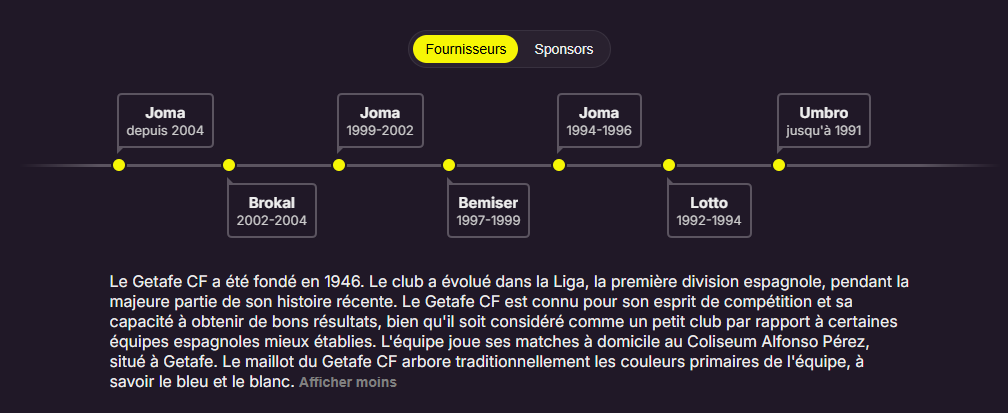 Fournisseurs Sponsors
Joma
depuis 2004
Joma
1999-2002
Joma
1994-1996
Umbro
jusqu'à 1991
Brokal
2002-2004
Bemiser
1997-1999
Lotto
1992-1994
Le Getafe CF a été fondé en 1946. Le club a évolué dans la Liga, la première division espagnole, pendant la
majeure partie de son histoire récente. Le Getafe CF est connu pour son esprit de compétition et sa
capacité à obtenir de bons résultats, bien qu'il soit considéré comme un petit club par rapport à certaines
équipes espagnoles mieux établies. L'équipe joue ses matches à domicile au Coliseum Alfonso Pérez,
situé à Getafe. Le maillot du Getafe CF arbore traditionnellement les couleurs primaires de l'équipe, à
savoir le bleu et le blanc. Afficher moins